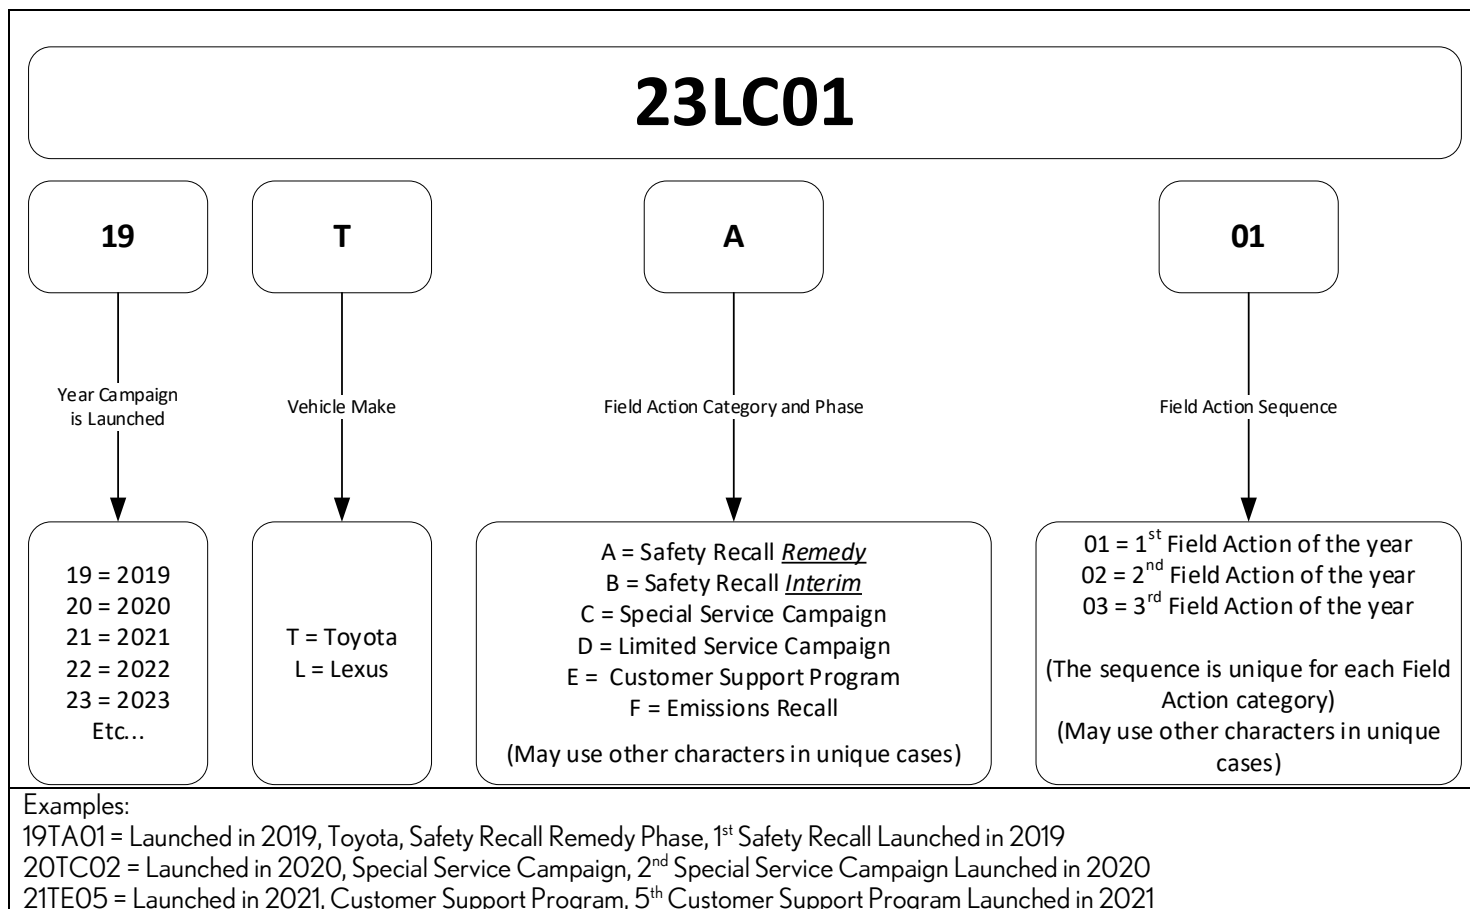 23LC01
19
T
A
01
Year Campaign
is Launched
Vehicle Make
Field Action Category and Phase
Field Action Sequence
19 = 2019
20 = 2020
21 = 2021
22 = 2022
23 = 2023
Etc...
T = Toyota
L = Lexus
A = Safety Recall Remedy
B = Safety Recall Interim
C = Special Service Campaign
D = Limited Service Campaign
E = Customer Support Program
F = Emissions Recall
(May use other characters in unique cases)
01 = 1st Field Action of the year
02 = 2nd Field Action of the year
03 = 3rd Field Action of the year
(The sequence is unique for each Field
Action category)
(May use other characters in unique
cases)
Examples:
19TA01 = Launched in 2019, Toyota, Safety Recall Remedy Phase, 1st Safety Recall Launched in 2019
20TC02 = Launched in 2020, Special Service Campaign, 2nd Special Service Campaign Launched in 2020
21TE05 = Launched in 2021, Customer Support Program, 5th Customer Support Program Launched in 2021